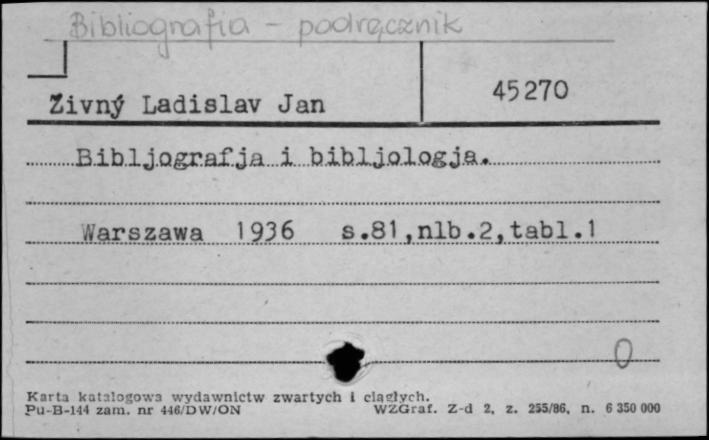 Bibliografia - podręcznik
45270
Živný Ladislav Jan
Bibljografja i bibljologja.
Warszawa 1936 s.81,nlb.2,tabl.1
0
Karta katalogowa wydawnictw zwartych i ciągłych.
Pu-B-144 zam. nr 446/DW/ON WZGraf. Z-d 2, z. 255/86, n. 6 350 000